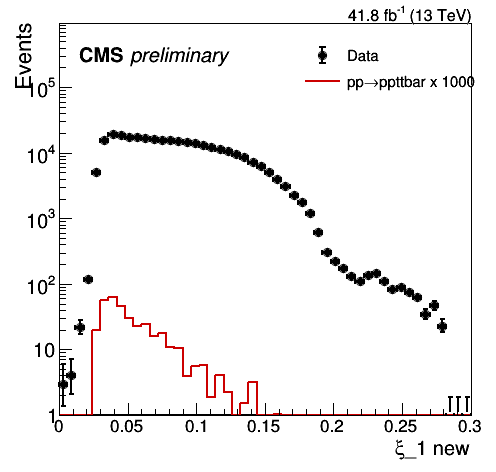 41.8 fb⁻¹ (13 TeV)
Events
CMS preliminary
Data
pp→ppttbar x 1000
10⁵
10⁴
10³
10²
10
1
0 0.05 0.1 0.15 0.2 0.25 0.3
ξ_1 new